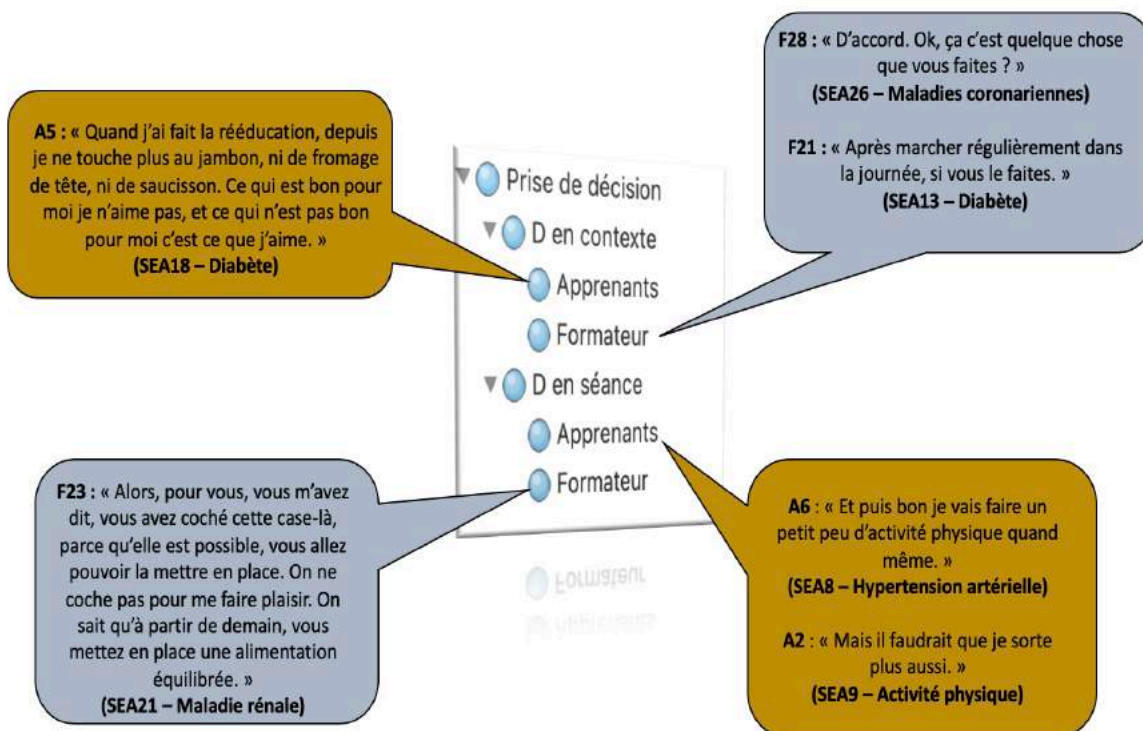 A5 : « Quand j'ai fait la rééducation, depuis
je ne touche plus au jambon, ni de fromage
de tête, ni de saucisson. Ce qui est bon pour
moi je n'aime pas, et ce qui n'est pas bon
pour moi c'est ce que j'aime. »
(SEA18 – Diabète)
F28 : « D'accord. Ok, ça c'est quelque chose
que vous faites ? »
(SEA26 – Maladies coronariennes)
F21 : « Après marcher régulièrement dans
la journée, si vous le faites. »
(SEA13 – Diabète)
Prise de décision
D en contexte
Apprenants
Formateur
D en séance
Apprenants
Formateur
F23 : « Alors, pour vous, vous m'avez
dit, vous avez coché cette case-là,
parce qu'elle est possible, vous allez
pouvoir la mettre en place. On ne
coche pas pour me faire plaisir. On
sait qu'à partir de demain, vous
mettez en place une alimentation
équilibrée. »
(SEA21 – Maladie rénale)
A6 : « Et puis bon je vais faire un
petit peu d'activité physique quand
même. »
(SEA8 – Hypertension artérielle)
A2 : « Mais il faudrait que je sorte
plus aussi. »
(SEA9 – Activité physique)